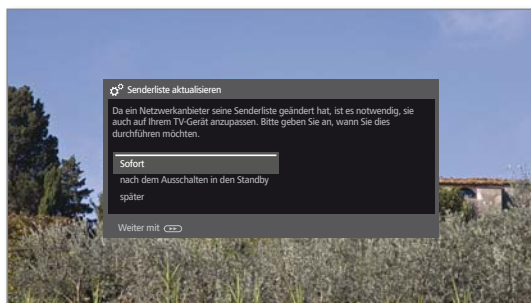 Senderliste aktualisieren
Da ein Netzwerkanbieter seine Senderliste geändert hat, ist es notwendig, sie
auch auf Ihrem TV-Gerät anzupassen. Bitte geben Sie an, wann Sie dies
durchführen möchten.
Sofort
nach dem Ausschalten in den Standby
später
Weiter mit